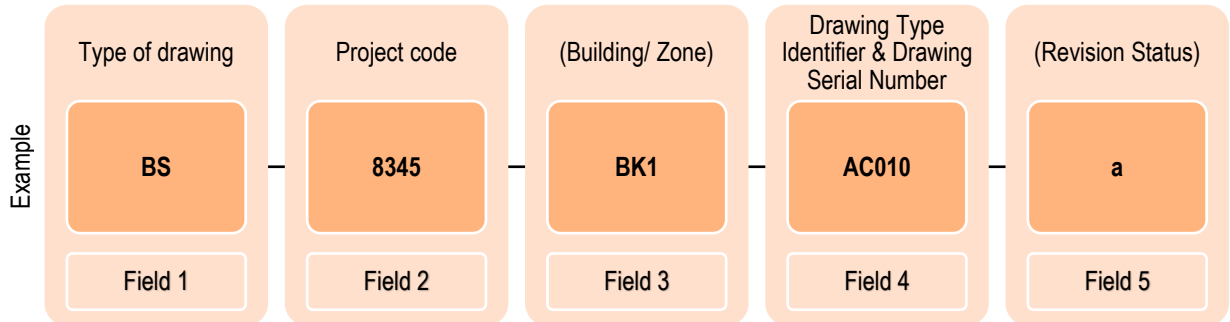 Example
Type of drawing
BS
Field 1
Project code
8345
Field 2
(Building/ Zone)
BK1
Field 3
Drawing Type
Identifier & Drawing
Serial Number
AC010
Field 4
(Revision Status)
a
Field 5